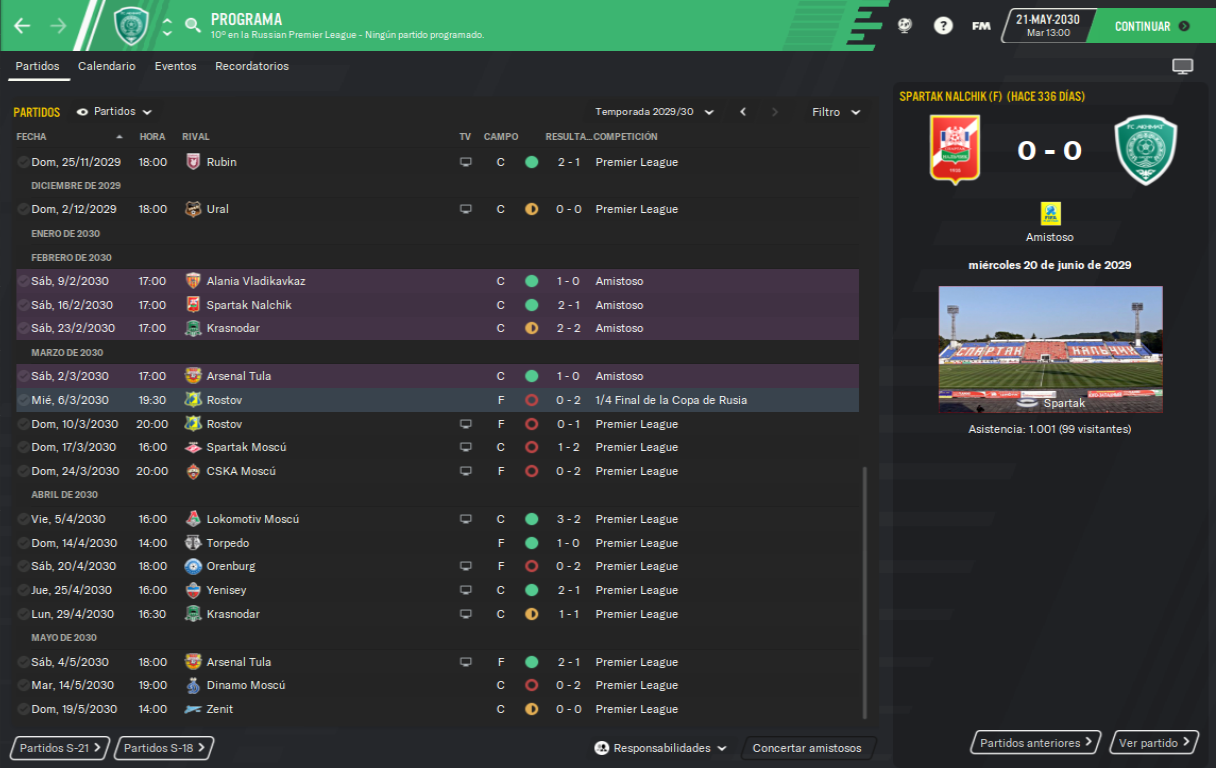 PROGRAMA
10º en la Russian Premier League - Ningún partido programado.
FM
21-MAY-2030
Mar 13:00
CONTINUAR
Partidos Calendario Eventos Recordatorios
PARTIDOS Partidos Temporada 2029/30 Filtro
FECHA HORA RIVAL TV CAMPO RESULTA... COMPETICIÓN
Dom, 25/11/2029 18:00 Rubin C 2 - 1 Premier League
DICIEMBRE DE 2029
Dom, 2/12/2029 18:00 Ural C 0 - 0 Premier League
ENERO DE 2030
FEBRERO DE 2030
Sáb, 9/2/2030 17:00 Alania Vladikavkaz C 1 - 0 Amistoso
Sáb, 16/2/2030 17:00 Spartak Nalchik C 2 - 1 Amistoso
Sáb, 23/2/2030 17:00 Krasnodar C 2 - 2 Amistoso
MARZO DE 2030
Sáb, 2/3/2030 17:00 Arsenal Tula C 1 - 0 Amistoso
Mié, 6/3/2030 19:30 Rostov F 0 - 2 1/4 Final de la Copa de Rusia
Dom, 10/3/2030 20:00 Rostov F 0 - 1 Premier League
Dom, 17/3/2030 16:00 Spartak Moscú C 1 - 2 Premier League
Dom, 24/3/2030 20:00 CSKA Moscú F 0 - 2 Premier League
ABRIL DE 2030
Vie, 5/4/2030 16:00 Lokomotiv Moscú C 3 - 2 Premier League
Dom, 14/4/2030 14:00 Torpedo F 1 - 0 Premier League
Sáb, 20/4/2030 18:00 Orenburg F 0 - 2 Premier League
Jue, 25/4/2030 16:00 Yenisey C 2 - 1 Premier League
Lun, 29/4/2030 16:30 Krasnodar C 1 - 1 Premier League
MAYO DE 2030
Sáb, 4/5/2030 18:00 Arsenal Tula F 2 - 1 Premier League
Mar, 14/5/2030 19:00 Dinamo Moscú C 0 - 2 Premier League
Dom, 19/5/2030 14:00 Zenit C 0 - 0 Premier League
Partidos S-21 Partidos S-18 Responsabilidades Concertar amistosos
SPARTAK NALCHIK (F) (HACE 336 DÍAS)
FC AKHMAT
0 - 0
Amistoso
miércoles 20 de junio de 2029
СПАРТАК НАЛЬЧИК
Spartak
Asistencia: 1.001 (99 visitantes)
Partidos anteriores Ver partido